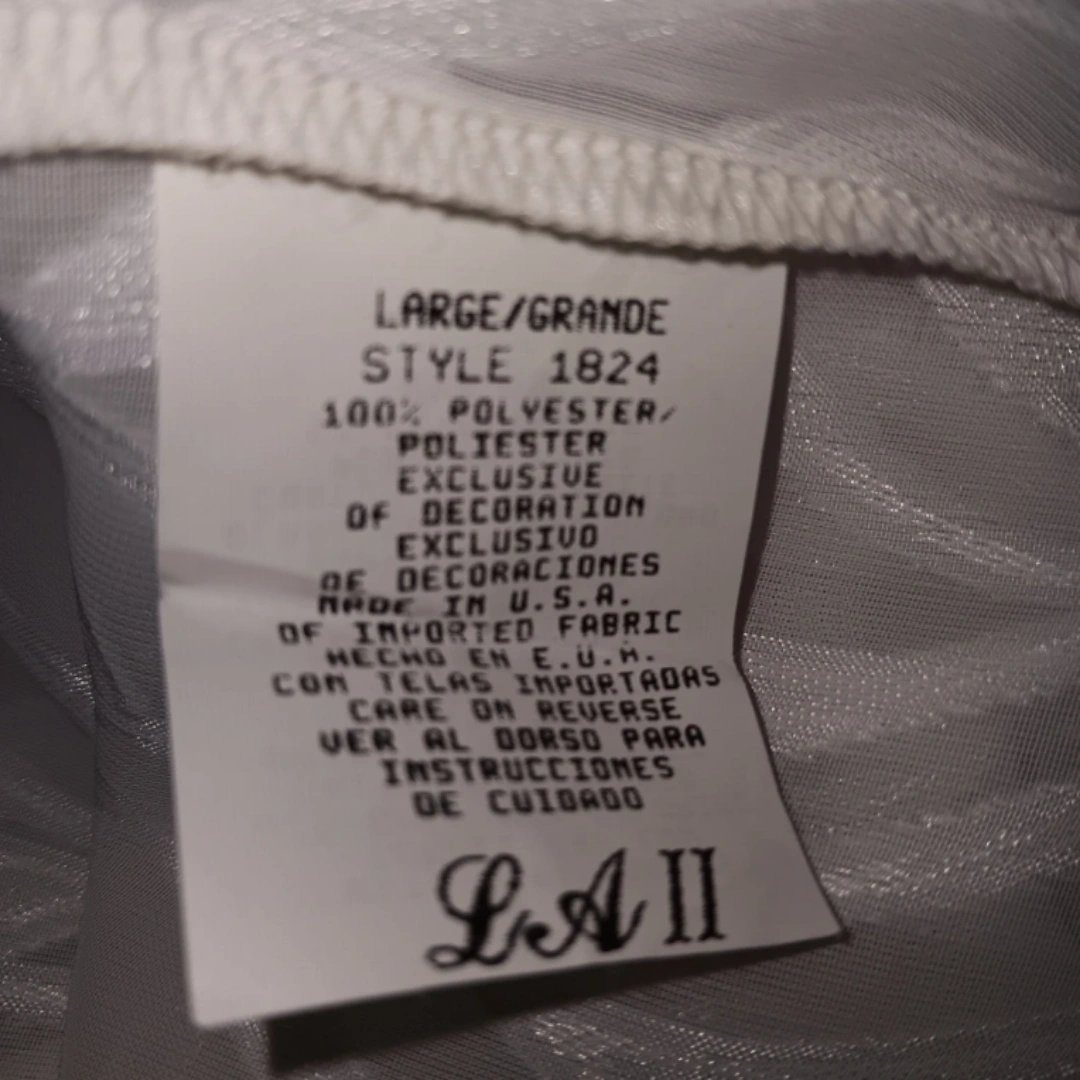 LARGE/GRANDE
STYLE 1824
100% POLYESTER/
POLIESTER
EXCLUSIVE
OF DECORATION
EXCLUSIVO
DE DECORACIONES
MADE IN U.S.A.
OF IMPORTED FABRIC
HECHO EN E.U.A.
CON TELAS IMPORTADAS
CARE ON REVERSE
VER AL DORSO PARA
INSTRUCCIONES
DE CUIDADO
LA II